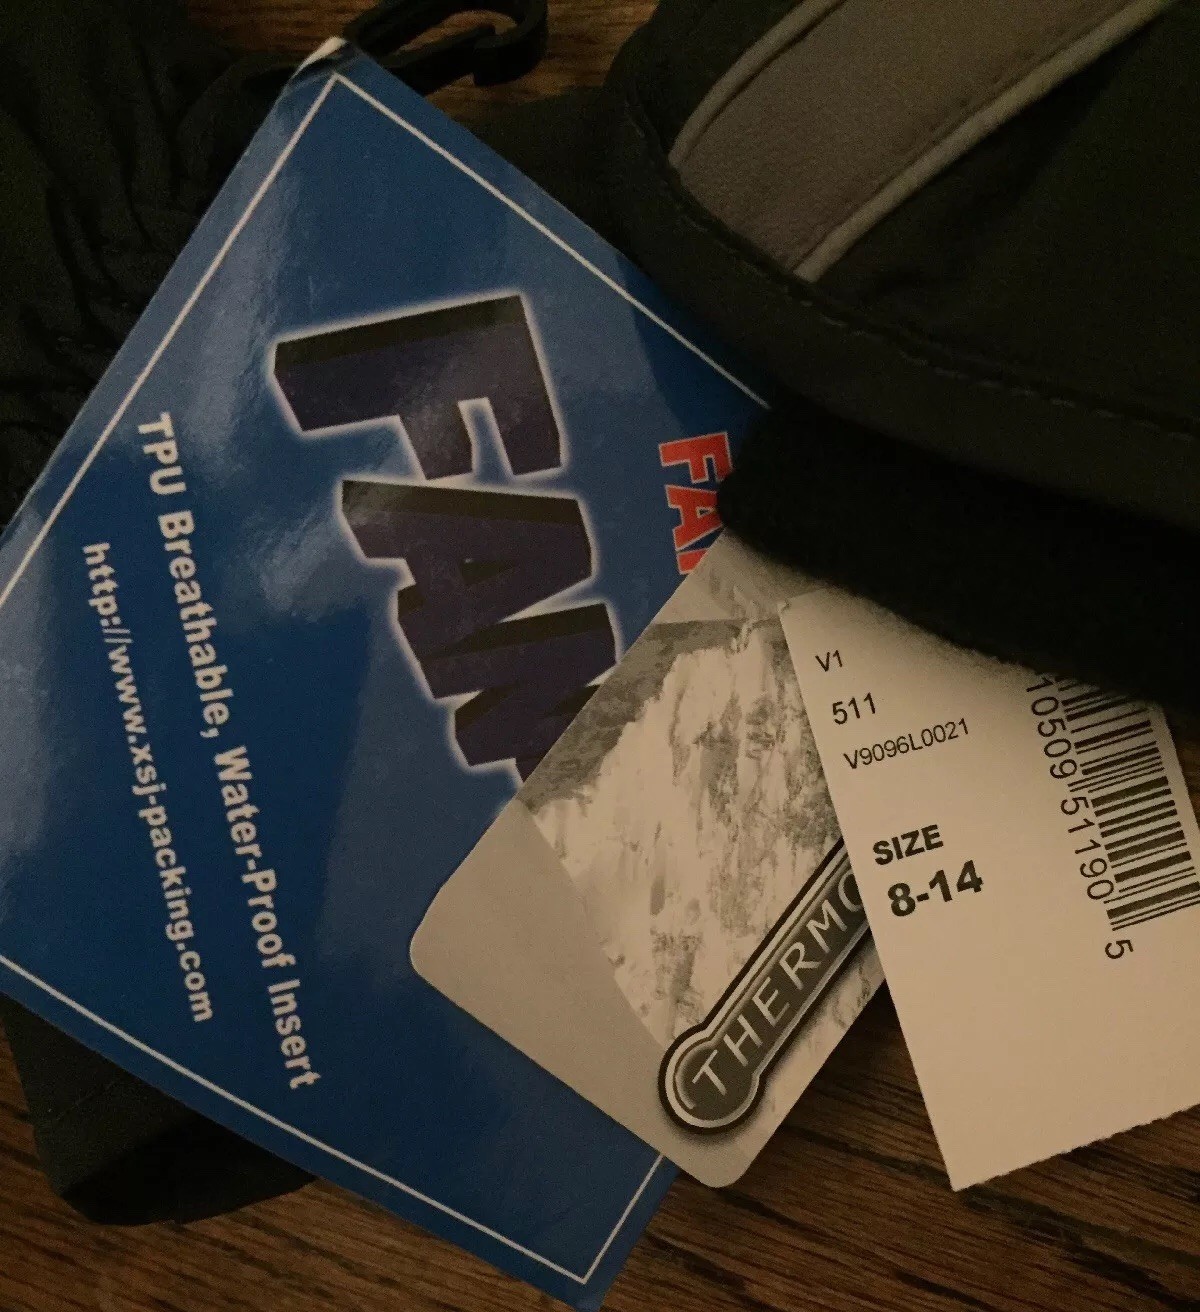 FAM
FA
TPU Breathable, Water-Proof Insert
http://www.xsj-packing.com
THERMO
V1
511
V9096L0021
SIZE
8-14
10509 51190 5